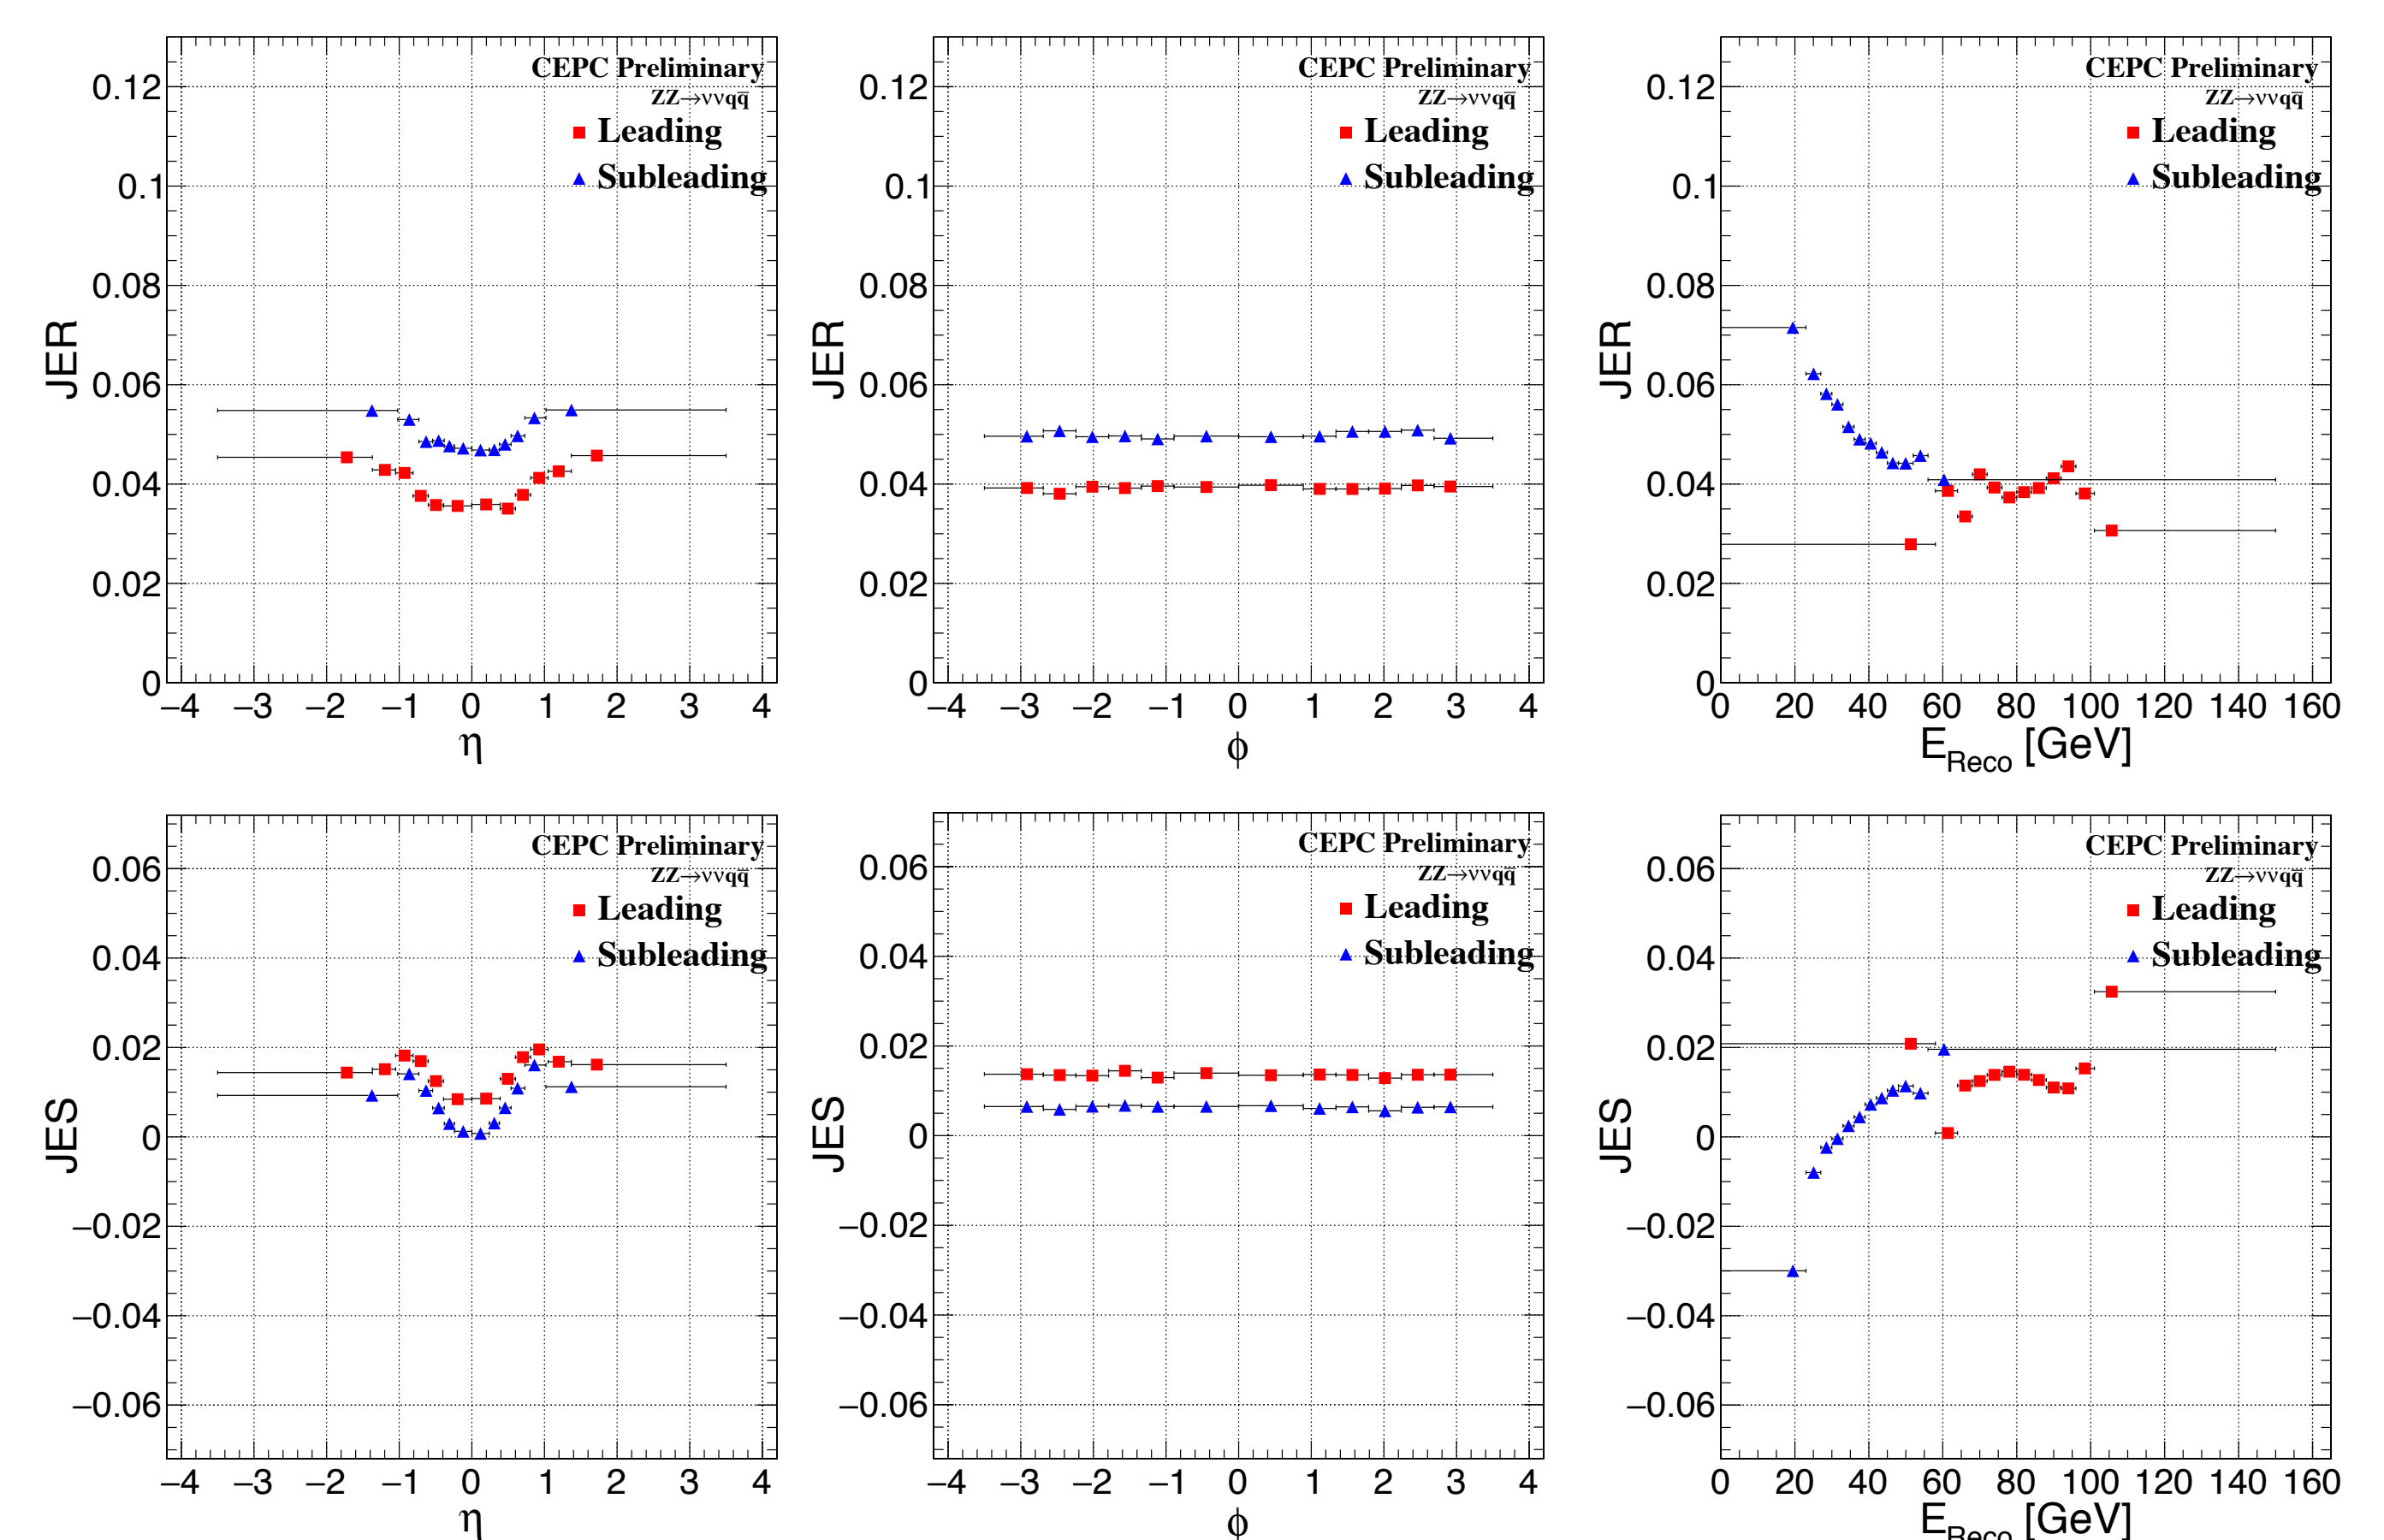 CEPC Preliminary
ZZ→ννqq̅
Leading
Subleading
0.12
0.1
0.08
0.06
0.04
0.02
0
JER
−4 −3 −2 −1 0 1 2 3 4
η
CEPC Preliminary
ZZ→ννqq̅
Leading
Subleading
0.12
0.1
0.08
0.06
0.04
0.02
0
JER
−4 −3 −2 −1 0 1 2 3 4
ϕ
CEPC Preliminary
ZZ→ννqq̅
Leading
Subleading
0.12
0.1
0.08
0.06
0.04
0.02
0
JER
0 20 40 60 80 100 120 140 160
E_Reco [GeV]
CEPC Preliminary
ZZ→ννqq̅
Leading
Subleading
0.06
0.04
0.02
0
−0.02
−0.04
−0.06
JES
−4 −3 −2 −1 0 1 2 3 4
η
CEPC Preliminary
ZZ→ννqq̅
Leading
Subleading
0.06
0.04
0.02
0
−0.02
−0.04
−0.06
JES
−4 −3 −2 −1 0 1 2 3 4
ϕ
CEPC Preliminary
ZZ→ννqq̅
Leading
Subleading
0.06
0.04
0.02
0
−0.02
−0.04
−0.06
JES
0 20 40 60 80 100 120 140 160
E_Reco [GeV]